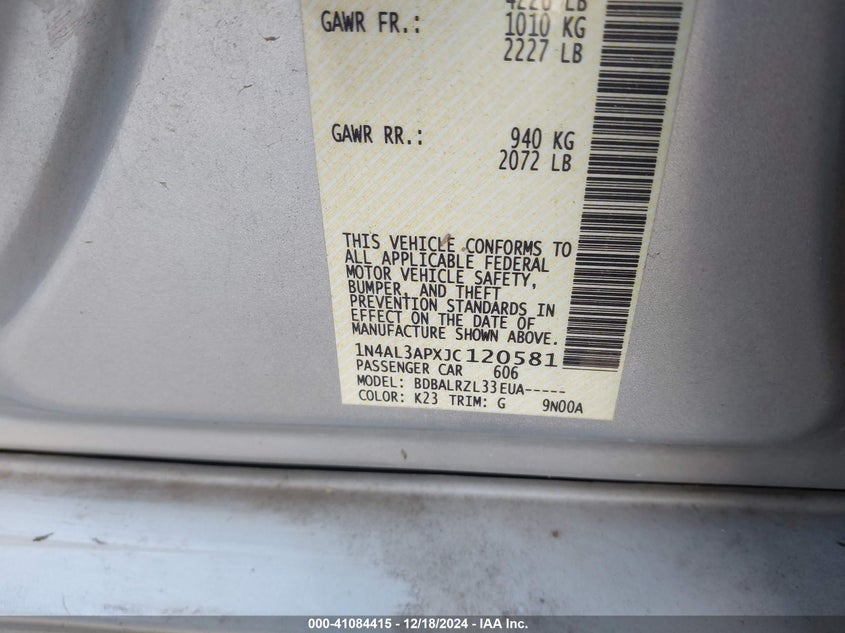 4226 LB
GAWR FR.: 1010 KG
2227 LB
GAWR RR.: 940 KG
2072 LB
THIS VEHICLE CONFORMS TO
ALL APPLICABLE FEDERAL
MOTOR VEHICLE SAFETY,
BUMPER, AND THEFT
PREVENTION STANDARDS IN
EFFECT ON THE DATE OF
MANUFACTURE SHOWN ABOVE.
1N4AL3APXJC120581
PASSENGER CAR 606
MODEL: BDBALRZL33EUA-----
COLOR: K23 TRIM: G 9N00A
000-41084415 - 12/18/2024 - IAA Inc.